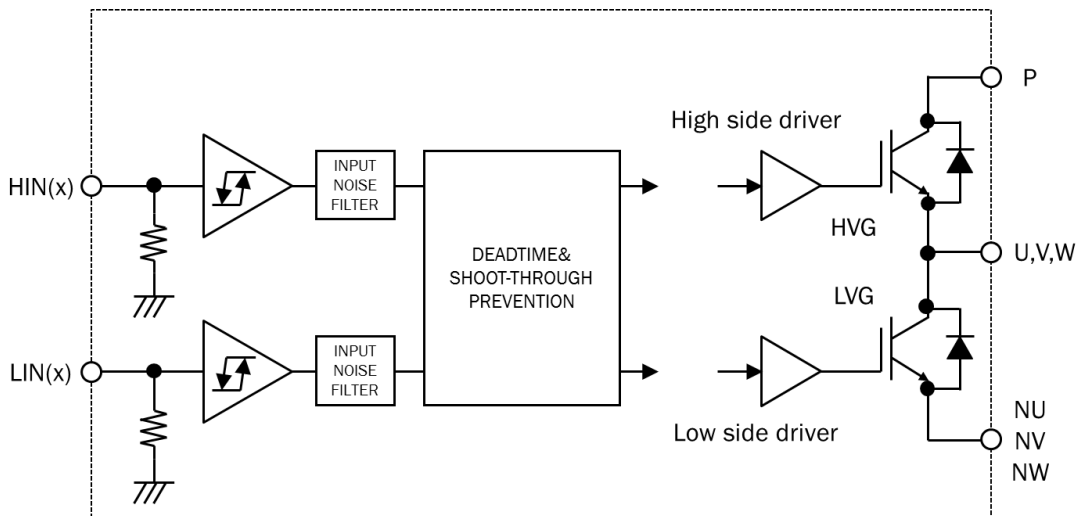 P
High side driver
HIN(x)
INPUT
NOISE
FILTER
HVG
DEADTIME&
SHOOT-THROUGH
PREVENTION
U,V,W
LVG
LIN(x)
INPUT
NOISE
FILTER
Low side driver
NU
NV
NW